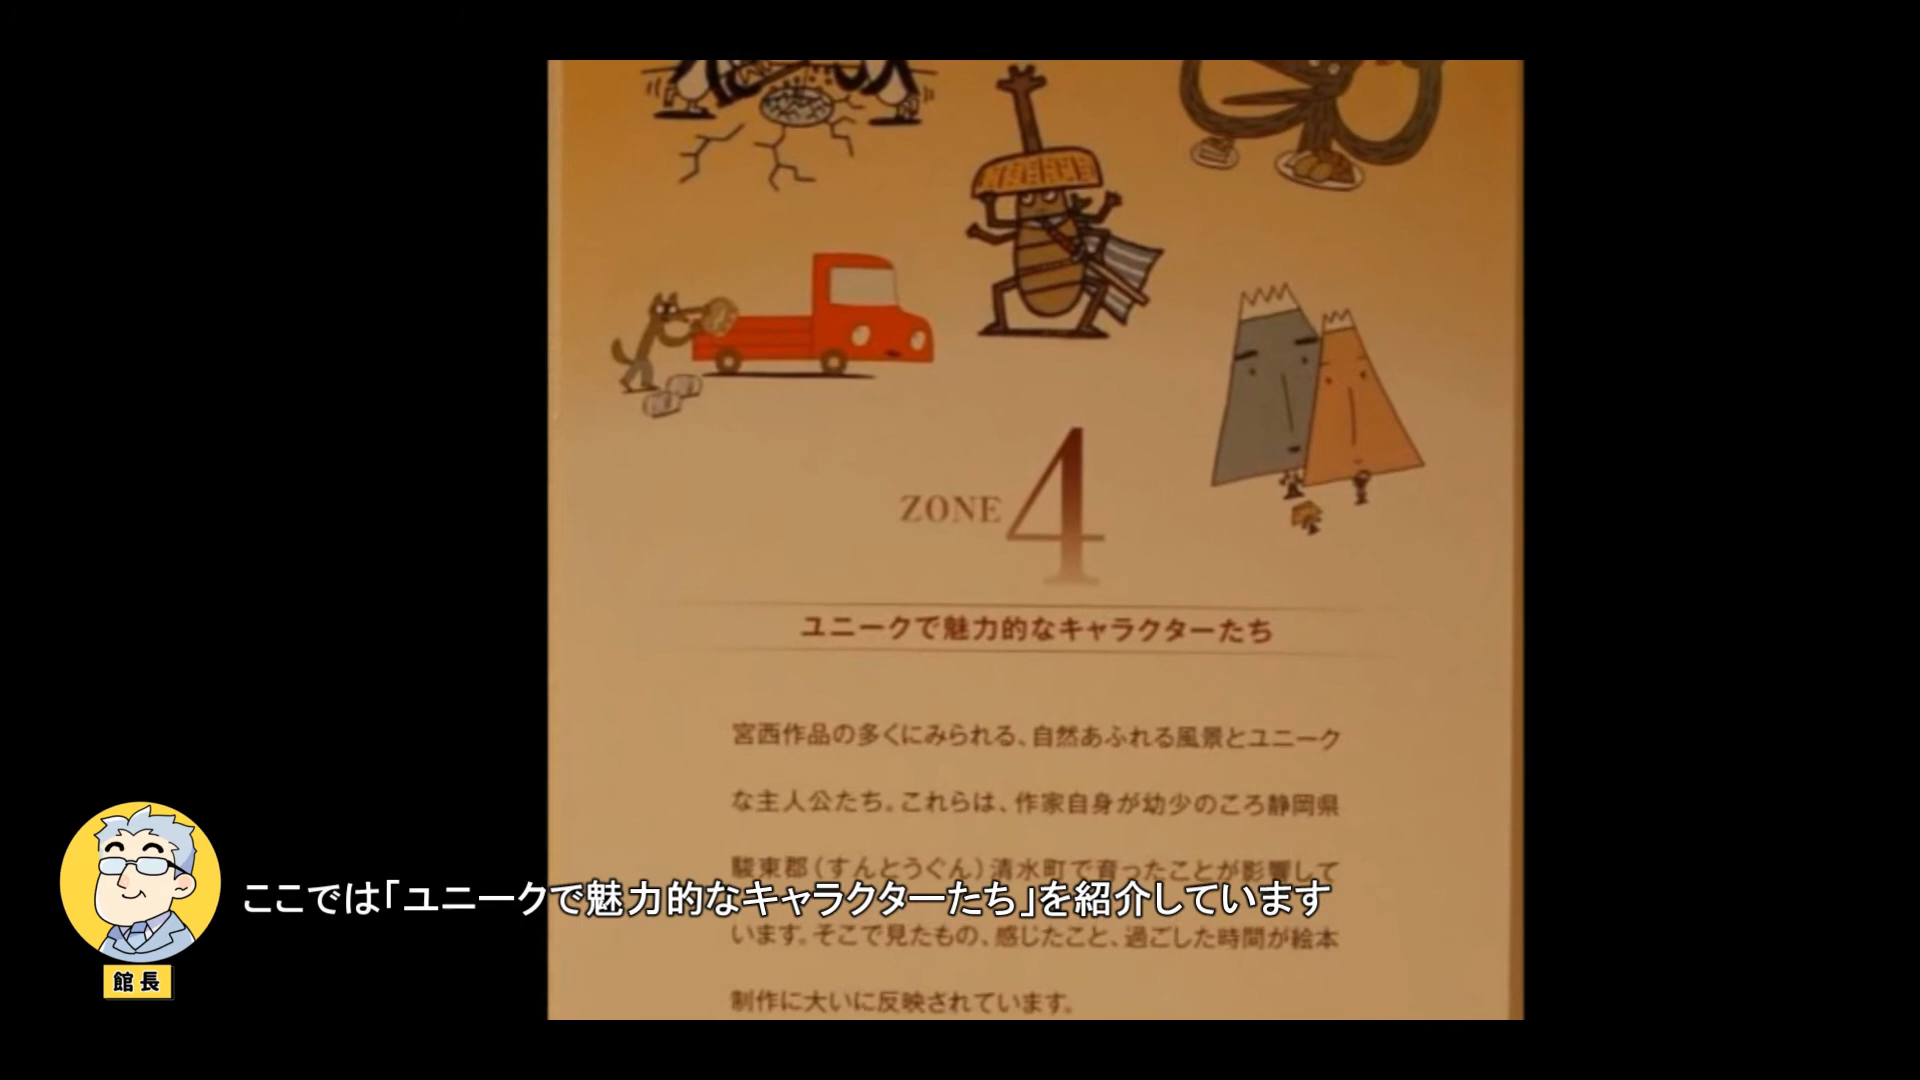 ZONE 4
ユニークで魅力的なキャラクターたち
宮西作品の多くにみられる、自然あふれる風景とユニーク
な主人公たち。これらは、作家自身が幼少のころ静岡県
駿東郡(すんとうぐん)清水町で育ったことが影響して
ここでは「ユニークで魅力的なキャラクターたち」を紹介しています
います。そこで見たもの、感じたこと、過ごした時間が絵本
館長
制作に大いに反映されています。